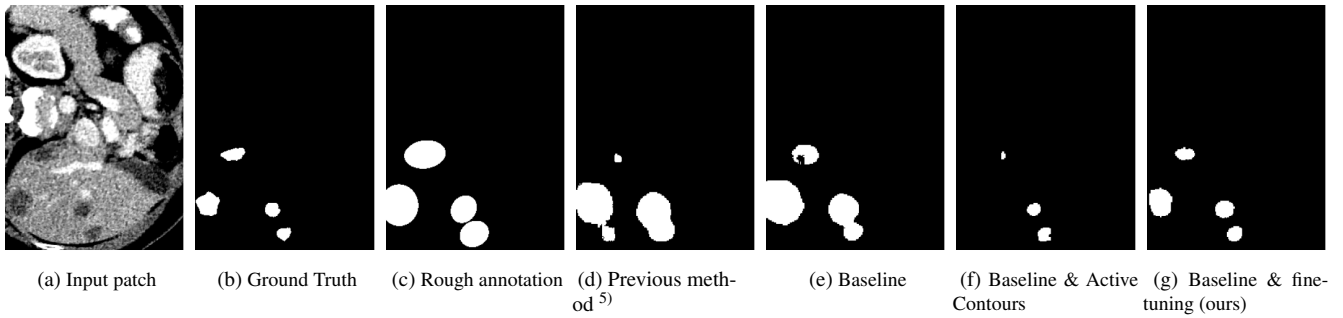 (a) Input patch
(b) Ground Truth
(c) Rough annotation
(d) Previous meth-
od 5)
(e) Baseline
(f) Baseline & Active
Contours
(g) Baseline & fine-
tuning (ours)